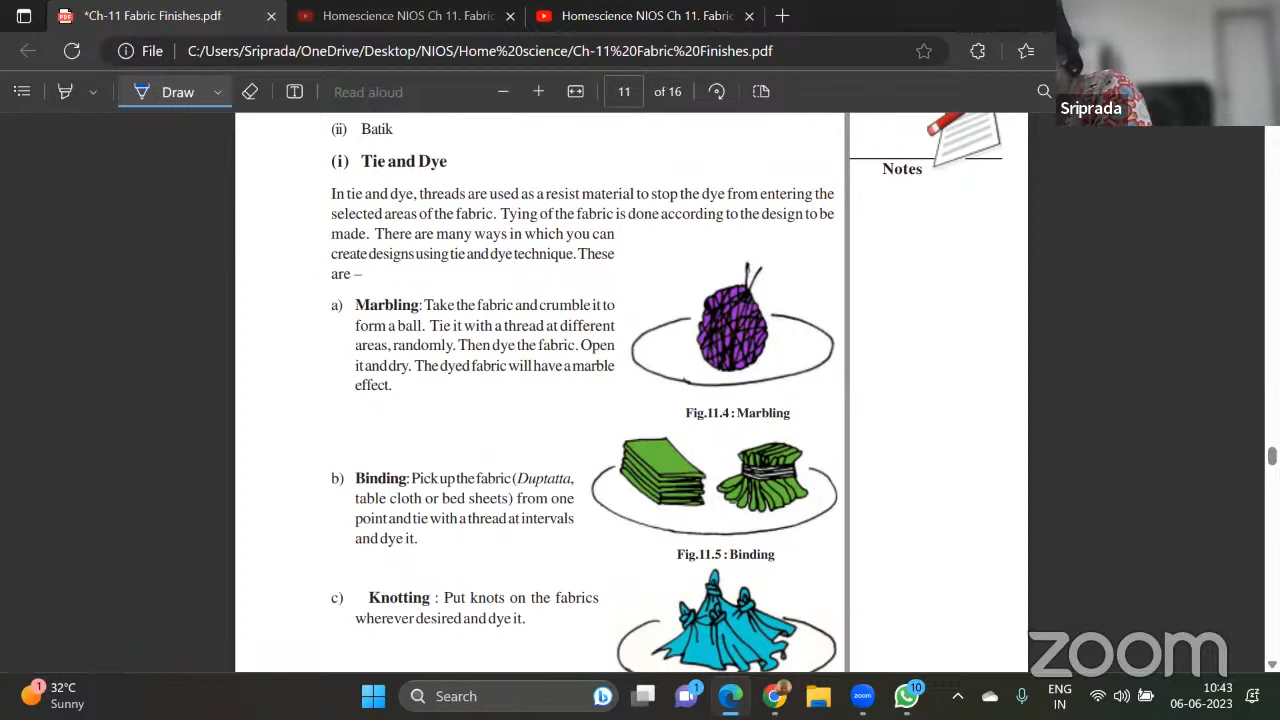 *Ch-11 Fabric Finishes.pdf
Homescience NIOS Ch 11. Fabric
Homescience NIOS Ch 11. Fabric
File
C:/Users/Sriprada/OneDrive/Desktop/NIOS/Home%20science/Ch-11%20Fabric%20Finishes.pdf
Draw
Read aloud
11 of 16
Sriprada
(ii) Batik
(i) Tie and Dye
Notes
In tie and dye, threads are used as a resist material to stop the dye from entering the
selected areas of the fabric. Tying of the fabric is done according to the design to be
made. There are many ways in which you can
create designs using tie and dye technique. These
are –
a) Marbling: Take the fabric and crumble it to
form a ball. Tie it with a thread at different
areas, randomly. Then dye the fabric. Open
it and dry. The dyed fabric will have a marble
effect.
Fig.11.4 : Marbling
b) Binding: Pick up the fabric (Duptatta,
table cloth or bed sheets) from one
point and tie with a thread at intervals
and dye it.
Fig.11.5 : Binding
c) Knotting : Put knots on the fabrics
wherever desired and dye it.
zoom
1
32°C
Sunny
Search
1
zoom
10
ENG
IN
10:43
06-06-2023